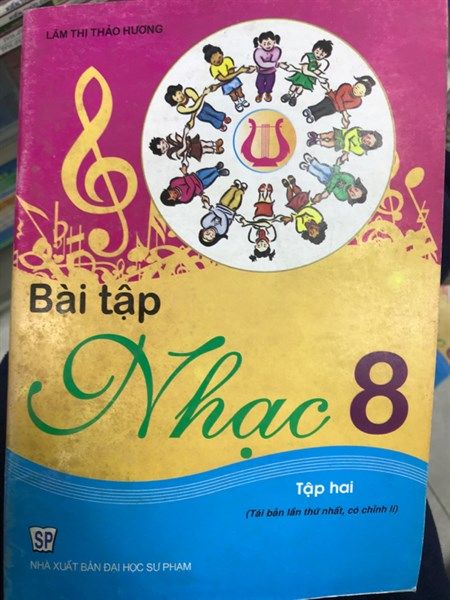 LÂM THỊ THẢO HƯƠNG
Bài tập
Nhạc 8
Tập hai
(Tái bản lần thứ nhất, có chỉnh lí)
SP
NHÀ XUẤT BẢN ĐẠI HỌC SƯ PHẠM